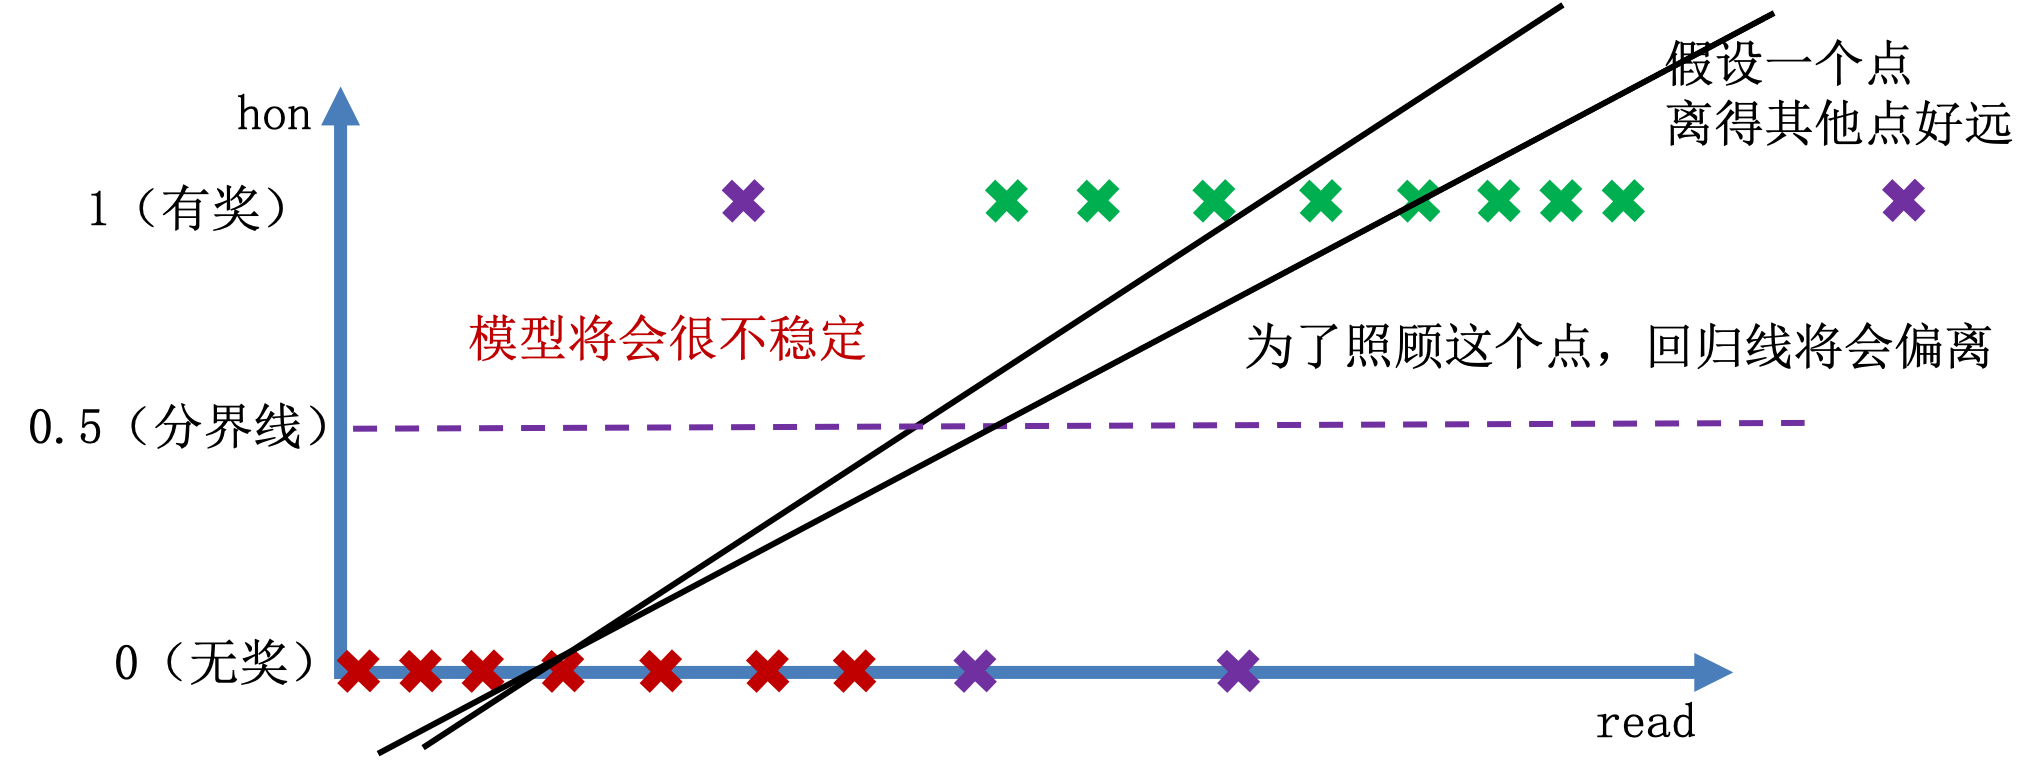 假设一个点
离得其他点好远
hon
1（有奖）
模型将会很不稳定
为了照顾这个点，回归线将会偏离
0.5（分界线）
0（无奖）
read